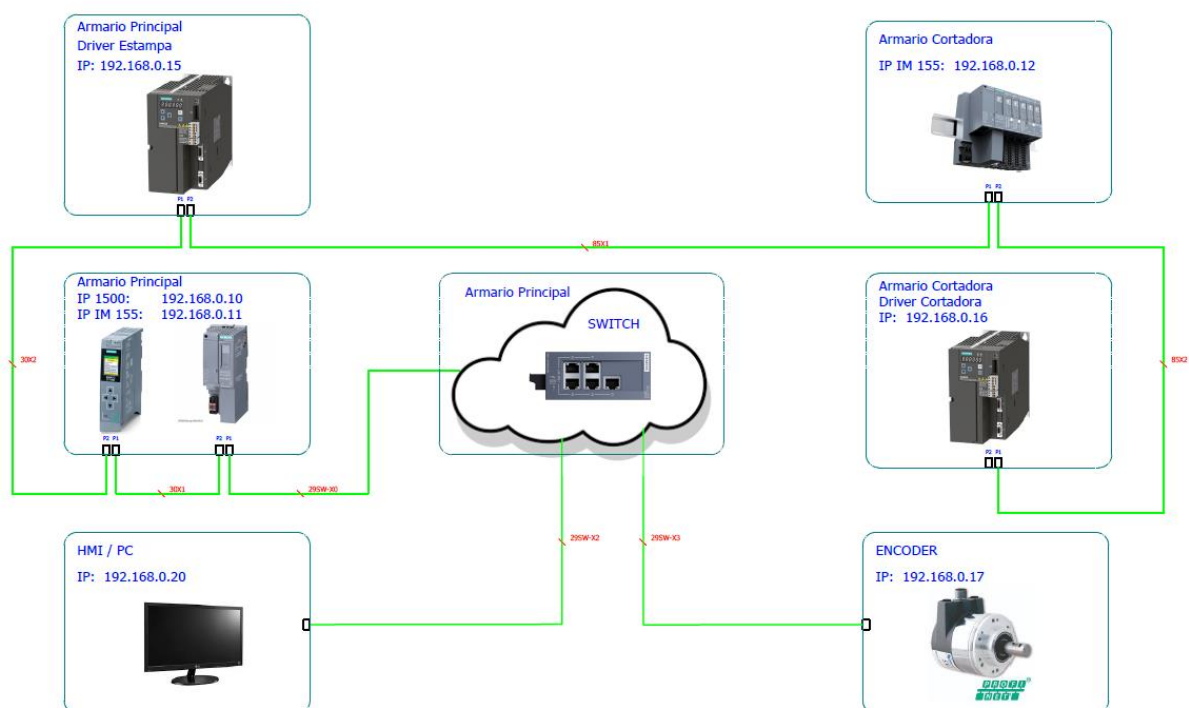 Armario Principal
Driver Estampa
IP: 192.168.0.15
P1 P2
Armario Cortadora
IP IM 155: 192.168.0.12
P1 P2
85X1
Armario Principal
IP 1500: 192.168.0.10
IP IM 155: 192.168.0.11
P2 P1
P2 P1
30X2
30X1
29SW-X0
Armario Principal
SWITCH
Armario Cortadora
Driver Cortadora
IP: 192.168.0.16
P2 P1
85X2
HMI / PC
IP: 192.168.0.20
29SW-X2
29SW-X3
ENCODER
IP: 192.168.0.17
PROFI
NET